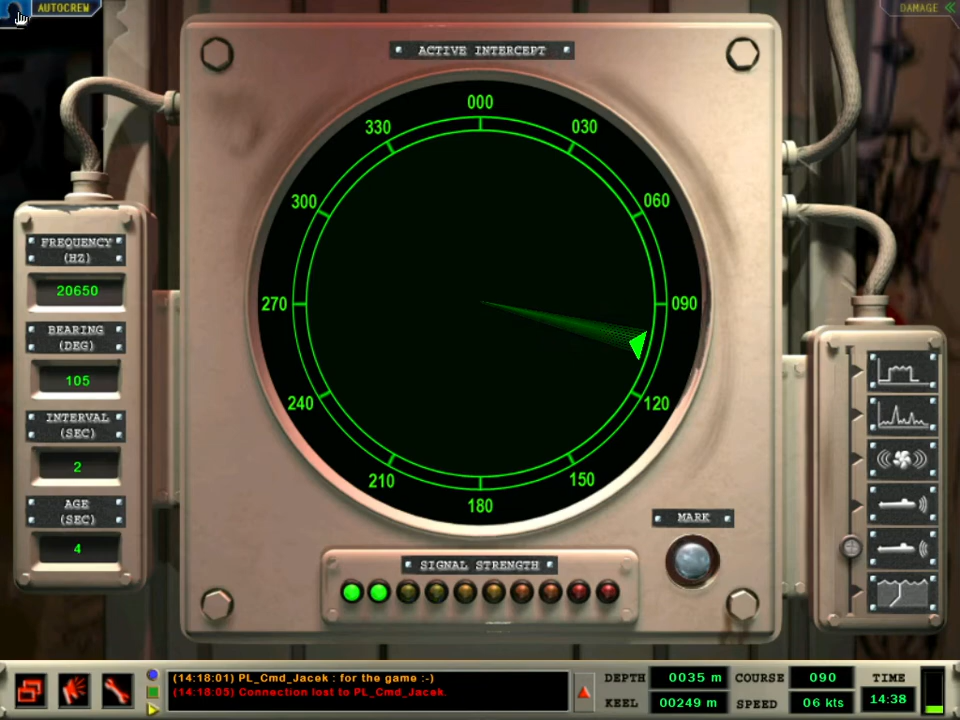 AUTOCREW
DAMAGE
ACTIVE INTERCEPT
000
330
030
300
060
270
090
240
120
210
150
180
FREQUENCY
(HZ)
20650
BEARING
(DEG)
105
INTERVAL
(SEC)
2
AGE
(SEC)
4
MARK
SIGNAL STRENGTH
(14:18:01) PL_Cmd_Jacek : for the game :-)
(14:18:05) Connection lost to PL_Cmd_Jacek.
DEPTH 0035 m COURSE 090 TIME
KEEL 00249 m SPEED 06 kts 14:38